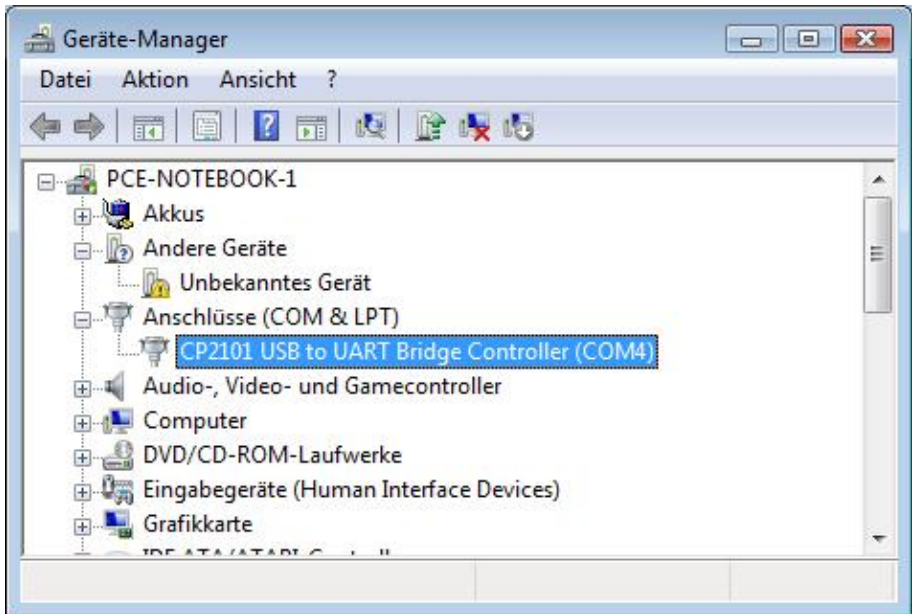 Geräte-Manager
Datei Aktion Ansicht ?
PCE-NOTEBOOK-1
Akkus
Andere Geräte
Unbekanntes Gerät
Anschlüsse (COM & LPT)
CP2101 USB to UART Bridge Controller (COM4)
Audio-, Video- und Gamecontroller
Computer
DVD/CD-ROM-Laufwerke
Eingabegeräte (Human Interface Devices)
Grafikkarte